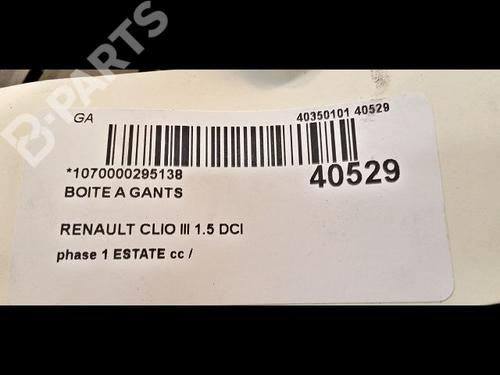 B-PARTS
GA
40350101 40529
*1070000295138
40529
BOITE A GANTS
RENAULT CLIO III 1.5 DCI
phase 1 ESTATE cc /